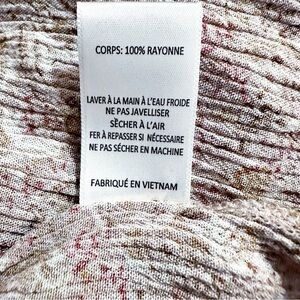 CORPS: 100% RAYONNE
LAVER À LA MAIN À L'EAU FROIDE
NE PAS JAVELLISER
SÈCHER À L'AIR
FER À REPASSER SI NÉCESSAIRE
NE PAS SÉCHER EN MACHINE
FABRIQUÉ EN VIETNAM